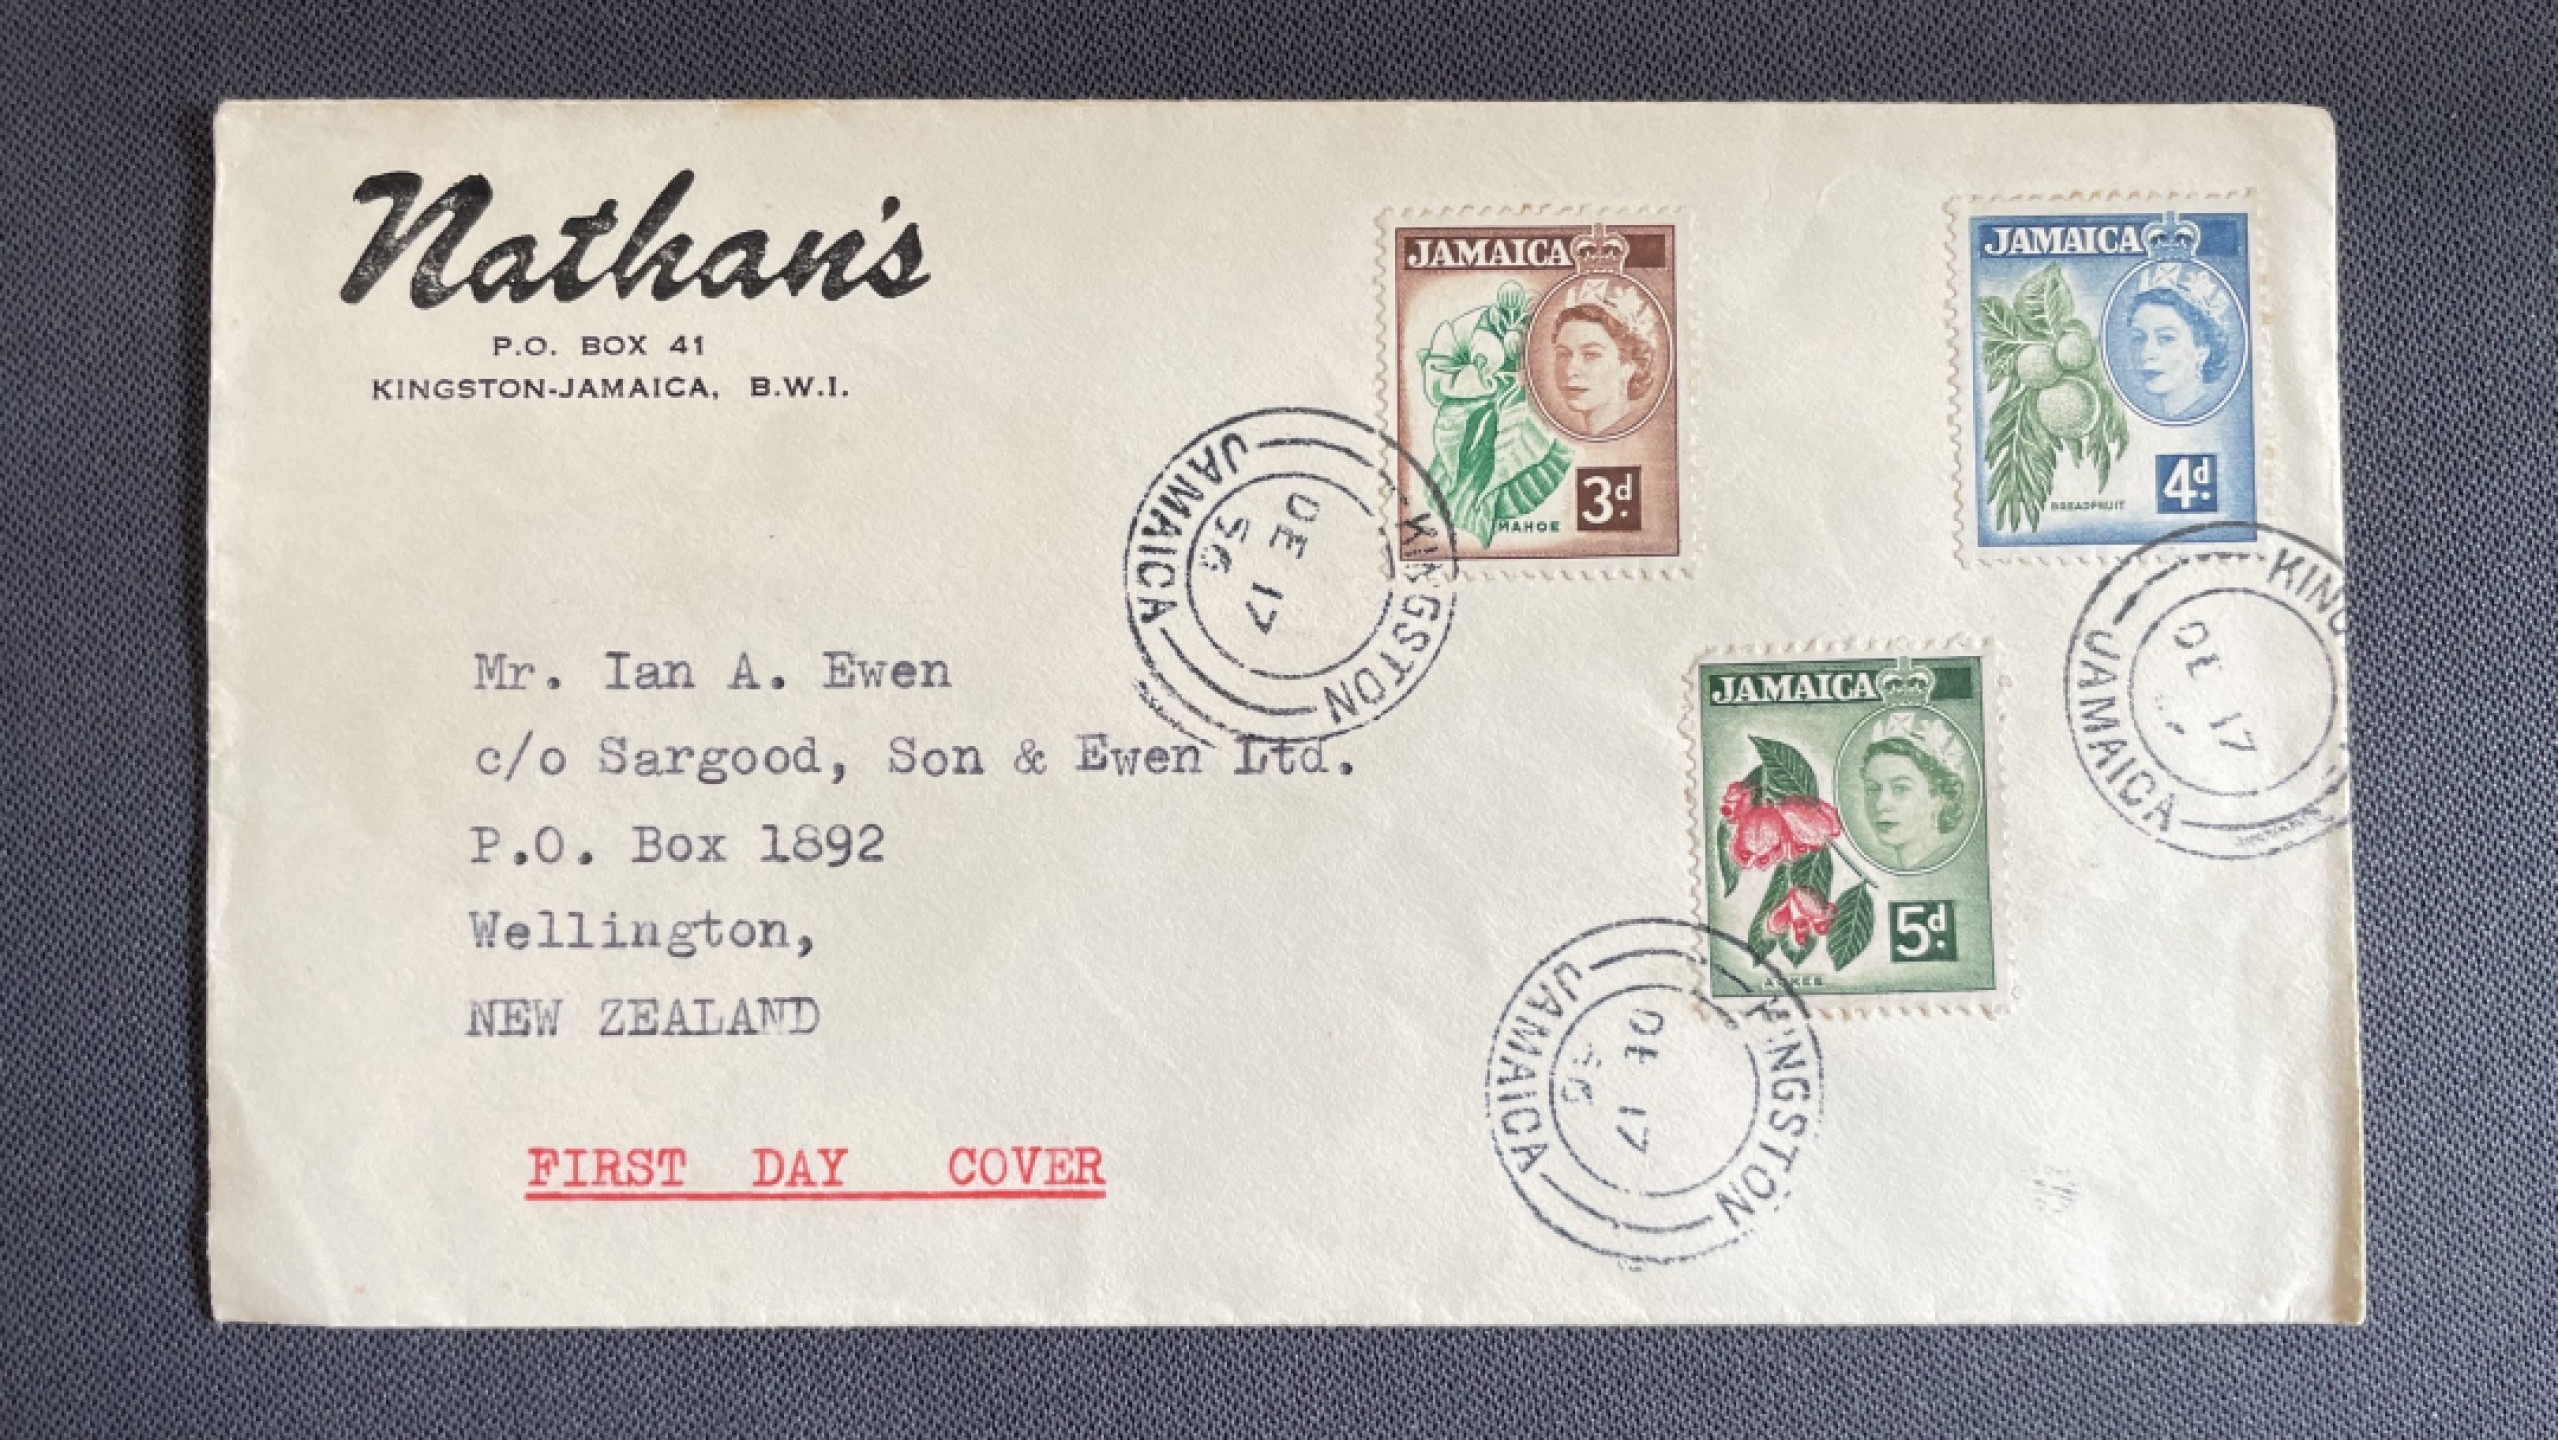 Nathan's
P.O. BOX 41
KINGSTON-JAMAICA, B.W.I.
JAMAICA
MAHOE
3d.
JAMAICA
BREADFRUIT
4d.
KINGSTON
JAMAICA
DE 17
56
JAMAICA
DE 17
JAMAICA
ACKEE
5d.
KINGSTON
JAMAICA
DE 17
56
Mr. Ian A. Ewen
c/o Sargood, Son & Ewen Ltd.
P.O. Box 1892
Wellington,
NEW ZEALAND
FIRST DAY COVER